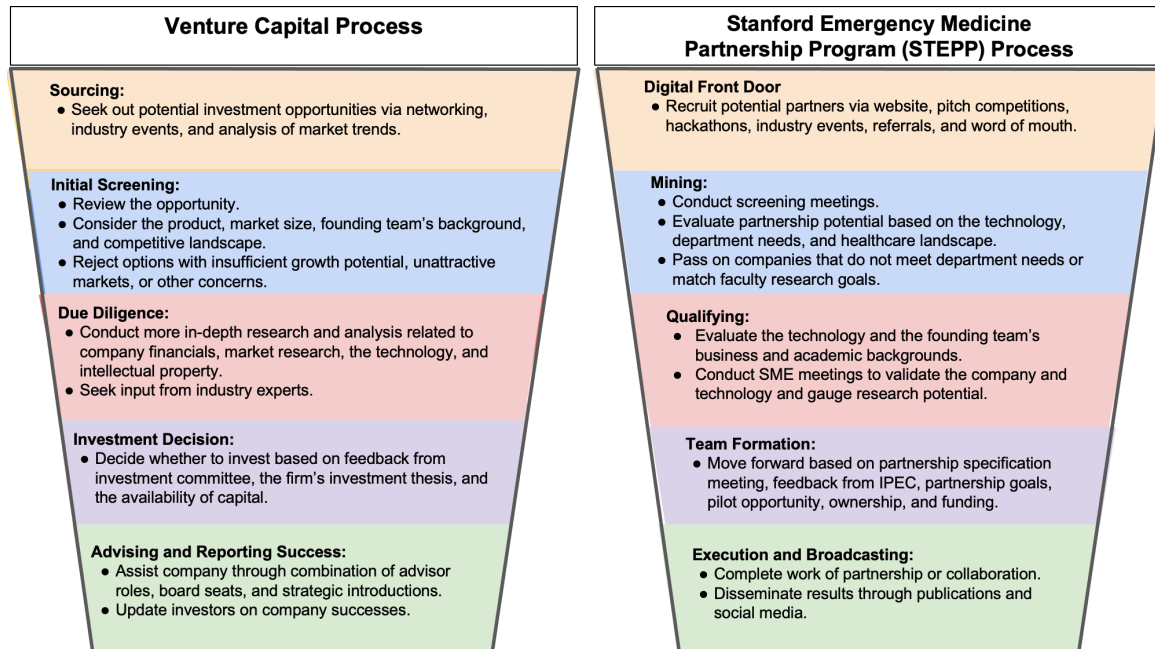 Venture Capital Process
Sourcing:
● Seek out potential investment opportunities via networking,
industry events, and analysis of market trends.
Initial Screening:
● Review the opportunity.
● Consider the product, market size, founding team's background,
and competitive landscape.
● Reject options with insufficient growth potential, unattractive
markets, or other concerns.
Due Diligence:
● Conduct more in-depth research and analysis related to
company financials, market research, the technology, and
intellectual property.
● Seek input from industry experts.
Investment Decision:
● Decide whether to invest based on feedback from
investment committee, the firm's investment thesis, and
the availability of capital.
Advising and Reporting Success:
● Assist company through combination of advisor
roles, board seats, and strategic introductions.
● Update investors on company successes.
Stanford Emergency Medicine
Partnership Program (STEPP) Process
Digital Front Door
● Recruit potential partners via website, pitch competitions,
hackathons, industry events, referrals, and word of mouth.
Mining:
● Conduct screening meetings.
● Evaluate partnership potential based on the technology,
department needs, and healthcare landscape.
● Pass on companies that do not meet department needs or
match faculty research goals.
Qualifying:
● Evaluate the technology and the founding team's
business and academic backgrounds.
● Conduct SME meetings to validate the company and
technology and gauge research potential.
Team Formation:
● Move forward based on partnership specification
meeting, feedback from IPEC, partnership goals,
pilot opportunity, ownership, and funding.
Execution and Broadcasting:
● Complete work of partnership or collaboration.
● Disseminate results through publications and
social media.